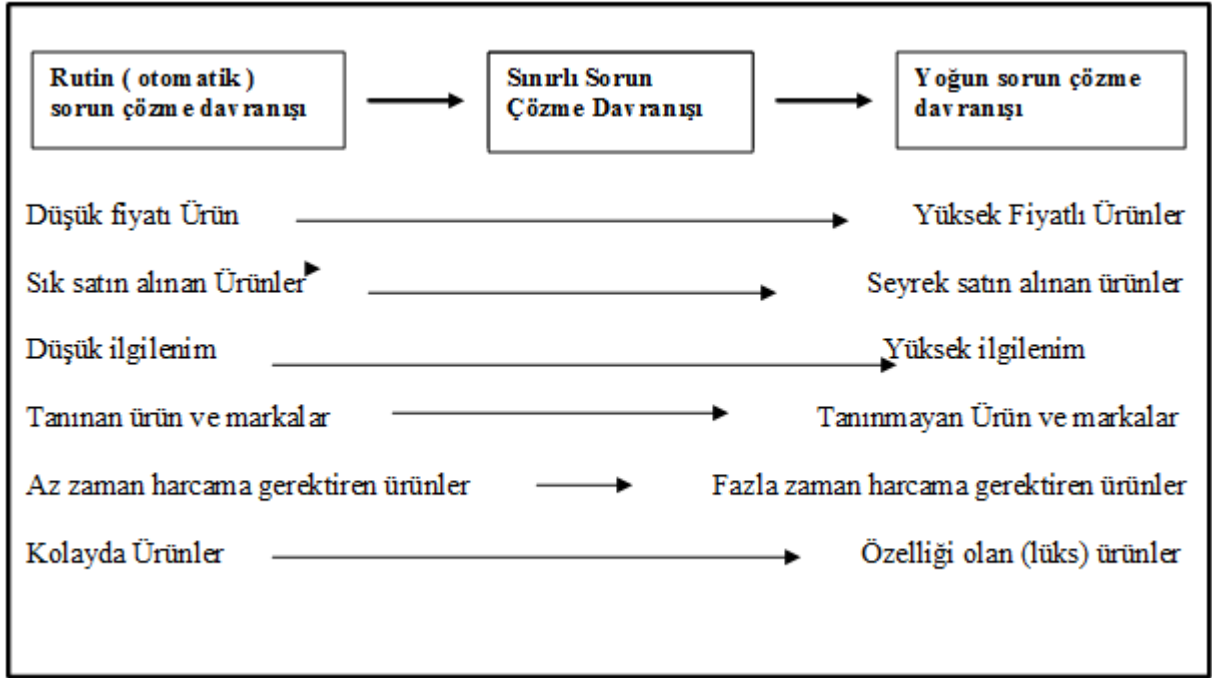 Rutin ( otomatik )
sorun çözme davranışı
Sınırlı Sorun
Çözme Davranışı
Yoğun sorun çözme
davranışı
Düşük fiyatı Ürün
Yüksek Fiyatlı Ürünler
Sık satın alınan Ürünler
Seyrek satın alınan ürünler
Düşük ilgilenim
Yüksek ilgilenim
Tanınan ürün ve markalar
Tanınmayan Ürün ve markalar
Az zaman harcama gerektiren ürünler
Fazla zaman harcama gerektiren ürünler
Kolayda Ürünler
Özelliği olan (lüks) ürünler